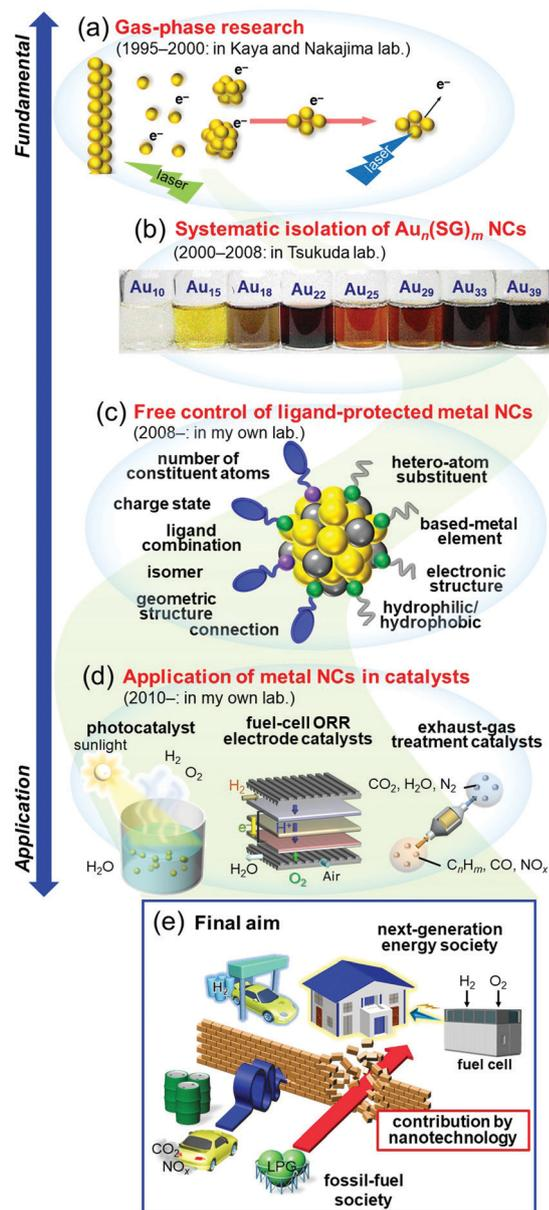 Fundamental
(a) Gas-phase research
(1995–2000: in Kaya and Nakajima lab.)
e–
e–
e–
e–
e–
e–
laser
laser
(b) Systematic isolation of Aun(SG)m NCs
(2000–2008: in Tsukuda lab.)
Au10 Au15 Au18 Au22 Au25 Au29 Au33 Au39
(c) Free control of ligand-protected metal NCs
(2008–: in my own lab.)
number of
constituent atoms
charge state
ligand
combination
isomer
geometric
structure
connection
hetero-atom
substituent
based-metal
element
electronic
structure
hydrophilic/
hydrophobic
(d) Application of metal NCs in catalysts
(2010–: in my own lab.)
photocatalyst
sunlight
H2
O2
H2O
fuel-cell ORR
electrode catalysts
H2
e–
H+
H2O
O2
Air
exhaust-gas
treatment catalysts
CO2, H2O, N2
CnHm, CO, NOx
Application
(e) Final aim
next-generation
energy society
H2
H2 O2
fuel cell
contribution by
nanotechnology
CO2
NOx
LPG
fossil-fuel
society